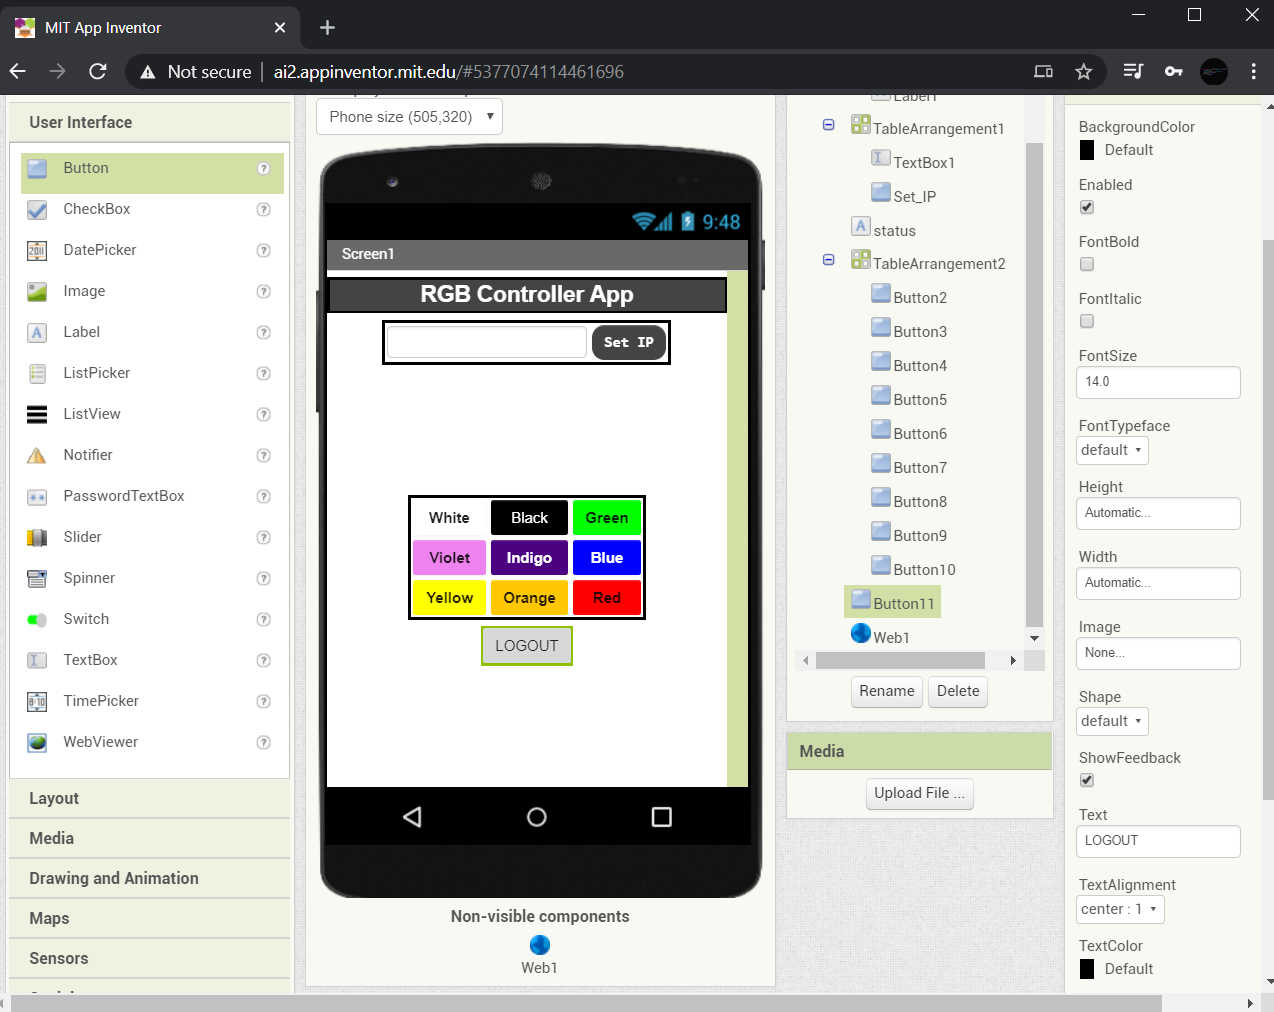 MIT App Inventor
Not secure
ai2.appinventor.mit.edu/#5377074114461696
User Interface
Button
CheckBox
DatePicker
Image
Label
ListPicker
ListView
Notifier
PasswordTextBox
Slider
Spinner
Switch
TextBox
TimePicker
WebViewer
Layout
Media
Drawing and Animation
Maps
Sensors
Phone size (505,320)
9:48
Screen1
RGB Controller App
Set IP
White Black Green
Violet Indigo Blue
Yellow Orange Red
LOGOUT
Non-visible components
Web1
Label1
TableArrangement1
TextBox1
Set_IP
status
TableArrangement2
Button2
Button3
Button4
Button5
Button6
Button7
Button8
Button9
Button10
Button11
Web1
Rename Delete
Media
Upload File ...
BackgroundColor
Default
Enabled
FontBold
FontItalic
FontSize
14.0
FontTypeface
default
Height
Automatic...
Width
Automatic...
Image
None...
Shape
default
ShowFeedback
Text
LOGOUT
TextAlignment
center : 1
TextColor
Default